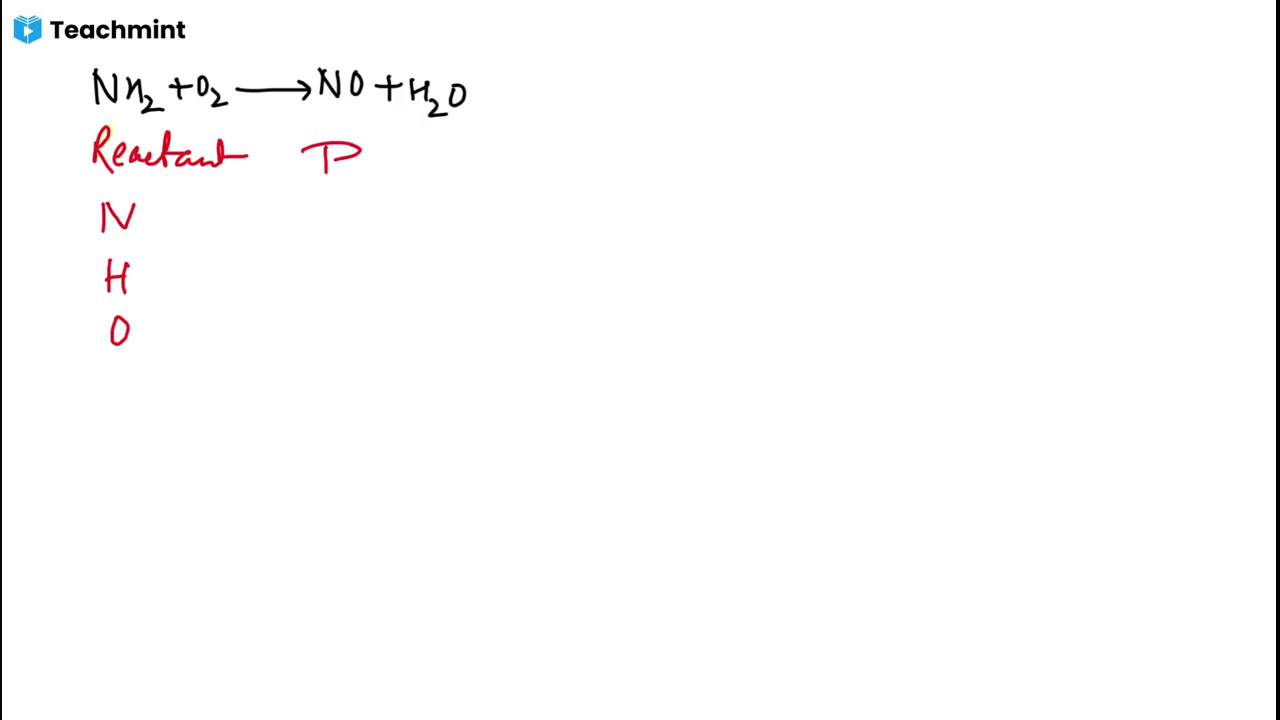 Teachmint
NH₂ + O₂ ⟶ NO + H₂O
Reactant P
N
H
O